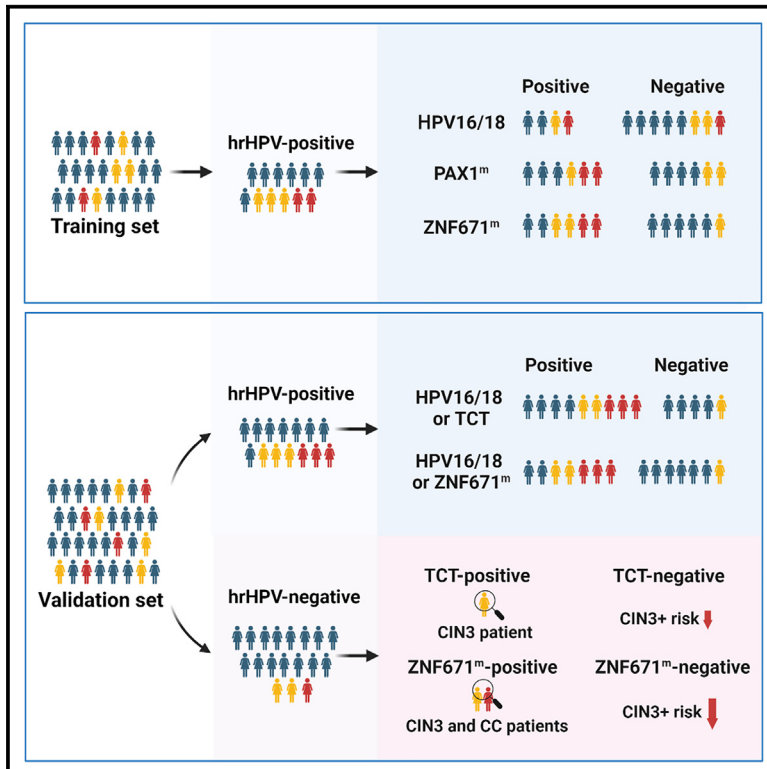 Positive Negative
hrHPV-positive
HPV16/18
PAX1ᵐ
ZNF671ᵐ
Training set
Positive Negative
hrHPV-positive
HPV16/18
or TCT
HPV16/18
or ZNF671ᵐ
Validation set
hrHPV-negative
TCT-positive TCT-negative
CIN3 patient CIN3+ risk
ZNF671ᵐ-positive ZNF671ᵐ-negative
CIN3 and CC patients CIN3+ risk